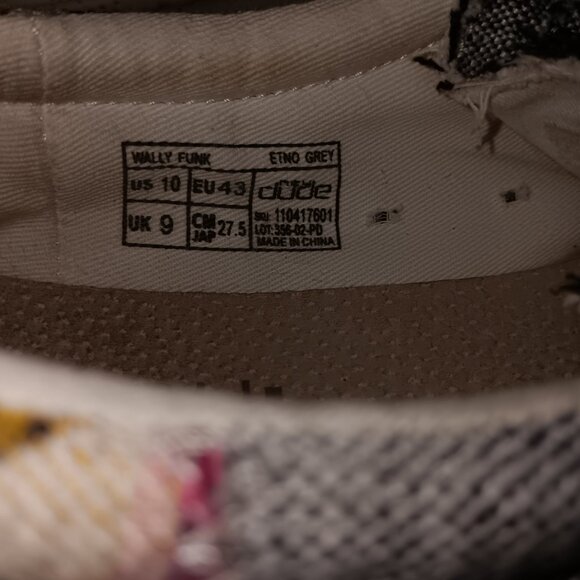 WALLY FUNK ETNO GREY
US 10 EU 43 dude
SKU: 110417601
UK 9 CM JAP 27.5 LOT:356-02-PD
MADE IN CHINA